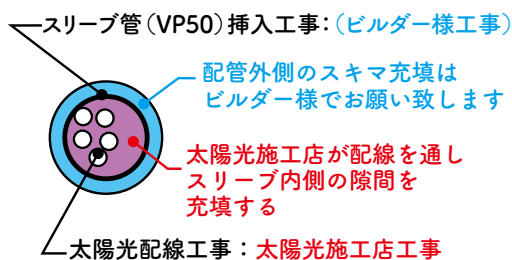 スリーブ管(VP50)挿入工事:(ビルダー様工事)
配管外側のスキマ充填は
ビルダー様でお願い致します
太陽光施工店が配線を通し
スリーブ内側の隙間を
充填する
太陽光配線工事:太陽光施工店工事